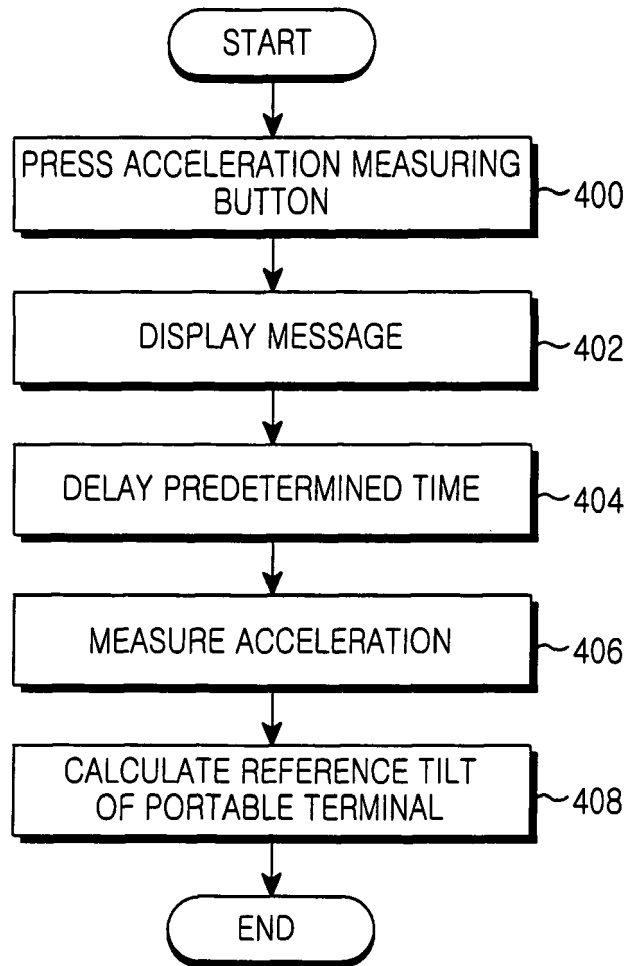 START
PRESS ACCELERATION MEASURING
BUTTON
400
DISPLAY MESSAGE
402
DELAY PREDETERMINED TIME
404
MEASURE ACCELERATION
406
CALCULATE REFERENCE TILT
OF PORTABLE TERMINAL
408
END